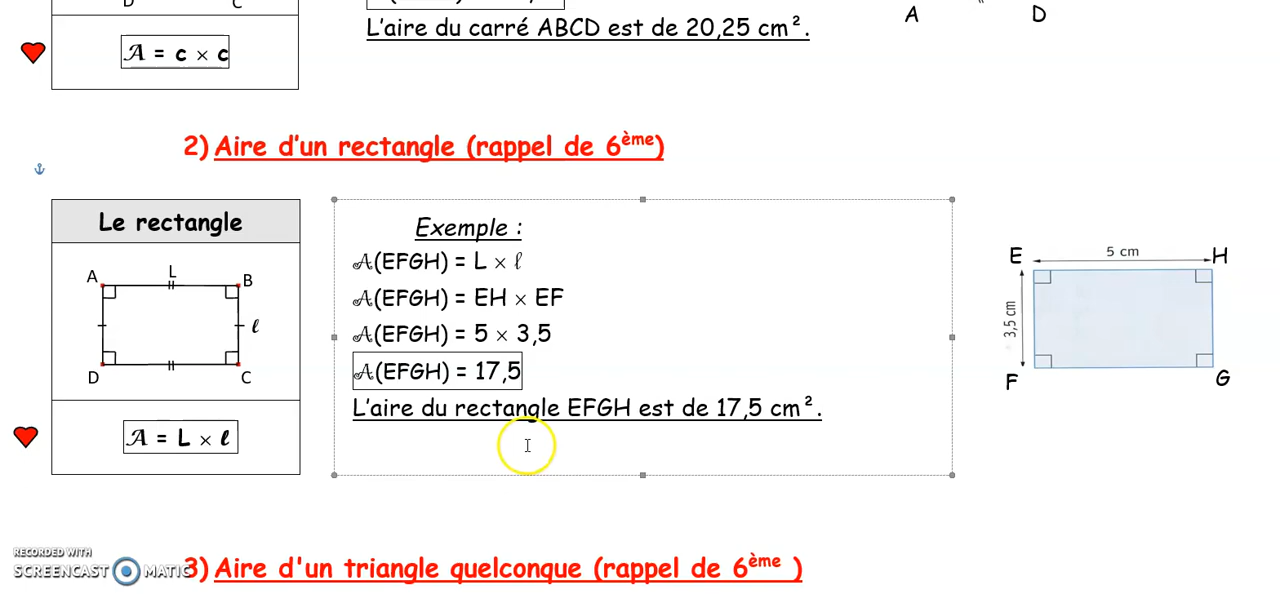 D C
𝒜 = c × c
L'aire du carré ABCD est de 20,25 cm².
A D
2) Aire d'un rectangle (rappel de 6ème)
Le rectangle
A L B
ℓ
D C
𝒜 = L × ℓ
Exemple :
𝒜(EFGH) = L × ℓ
𝒜(EFGH) = EH × EF
𝒜(EFGH) = 5 × 3,5
𝒜(EFGH) = 17,5
L'aire du rectangle EFGH est de 17,5 cm².
E 5 cm H
3,5 cm
F G
RECORDED WITH
SCREENCAST MATIC
3) Aire d'un triangle quelconque (rappel de 6ème )